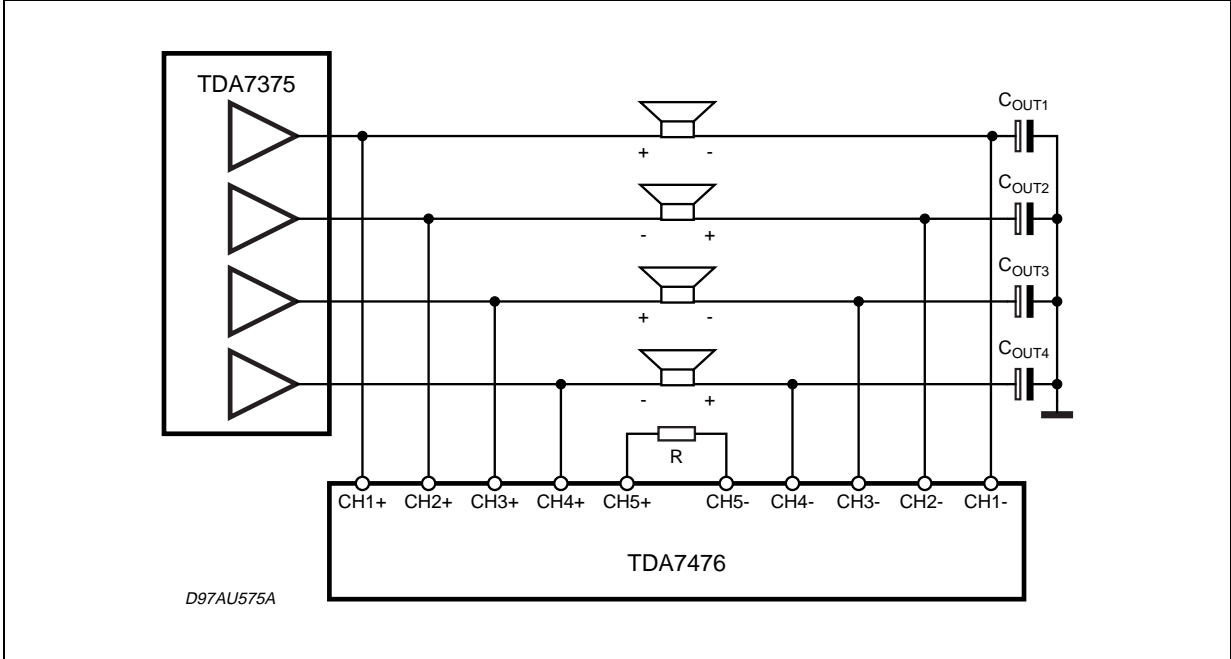 TDA7375
C_OUT1
+ -
C_OUT2
- +
C_OUT3
+ -
C_OUT4
- +
R
CH1+ CH2+ CH3+ CH4+ CH5+ CH5- CH4- CH3- CH2- CH1-
TDA7476
D97AU575A